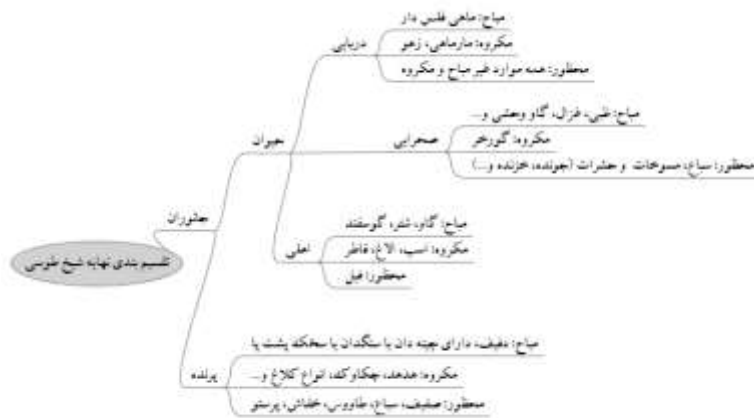 مباح: ماهی فلس دار
مکروه: مارماهی، زهو
محظور: همه موارد غیر مباح و مکروه
دریایی
مباح: ظبی، غزال، گاو وحشی و...
مکروه: گورخر
محظور: سباع، مسوخات و حشرات (جونده، خزنده و...)
صحرایی
حیوان
مباح: گاو، شتر، گوسفند
مکروه: اسب، الاغ، قاطر
محظور: فیل
اهلی
جانوران
تقسیم بندی نهایه شیخ طوسی
مباح: دفیف، دارای چینه دان یا سنگدان یا سخکه پشت پا
مکروه: هدهد، چکاوک، انواع کلاغ و...
محظور: صفیف، سباع، طاووس، خفاش، پرستو
پرنده